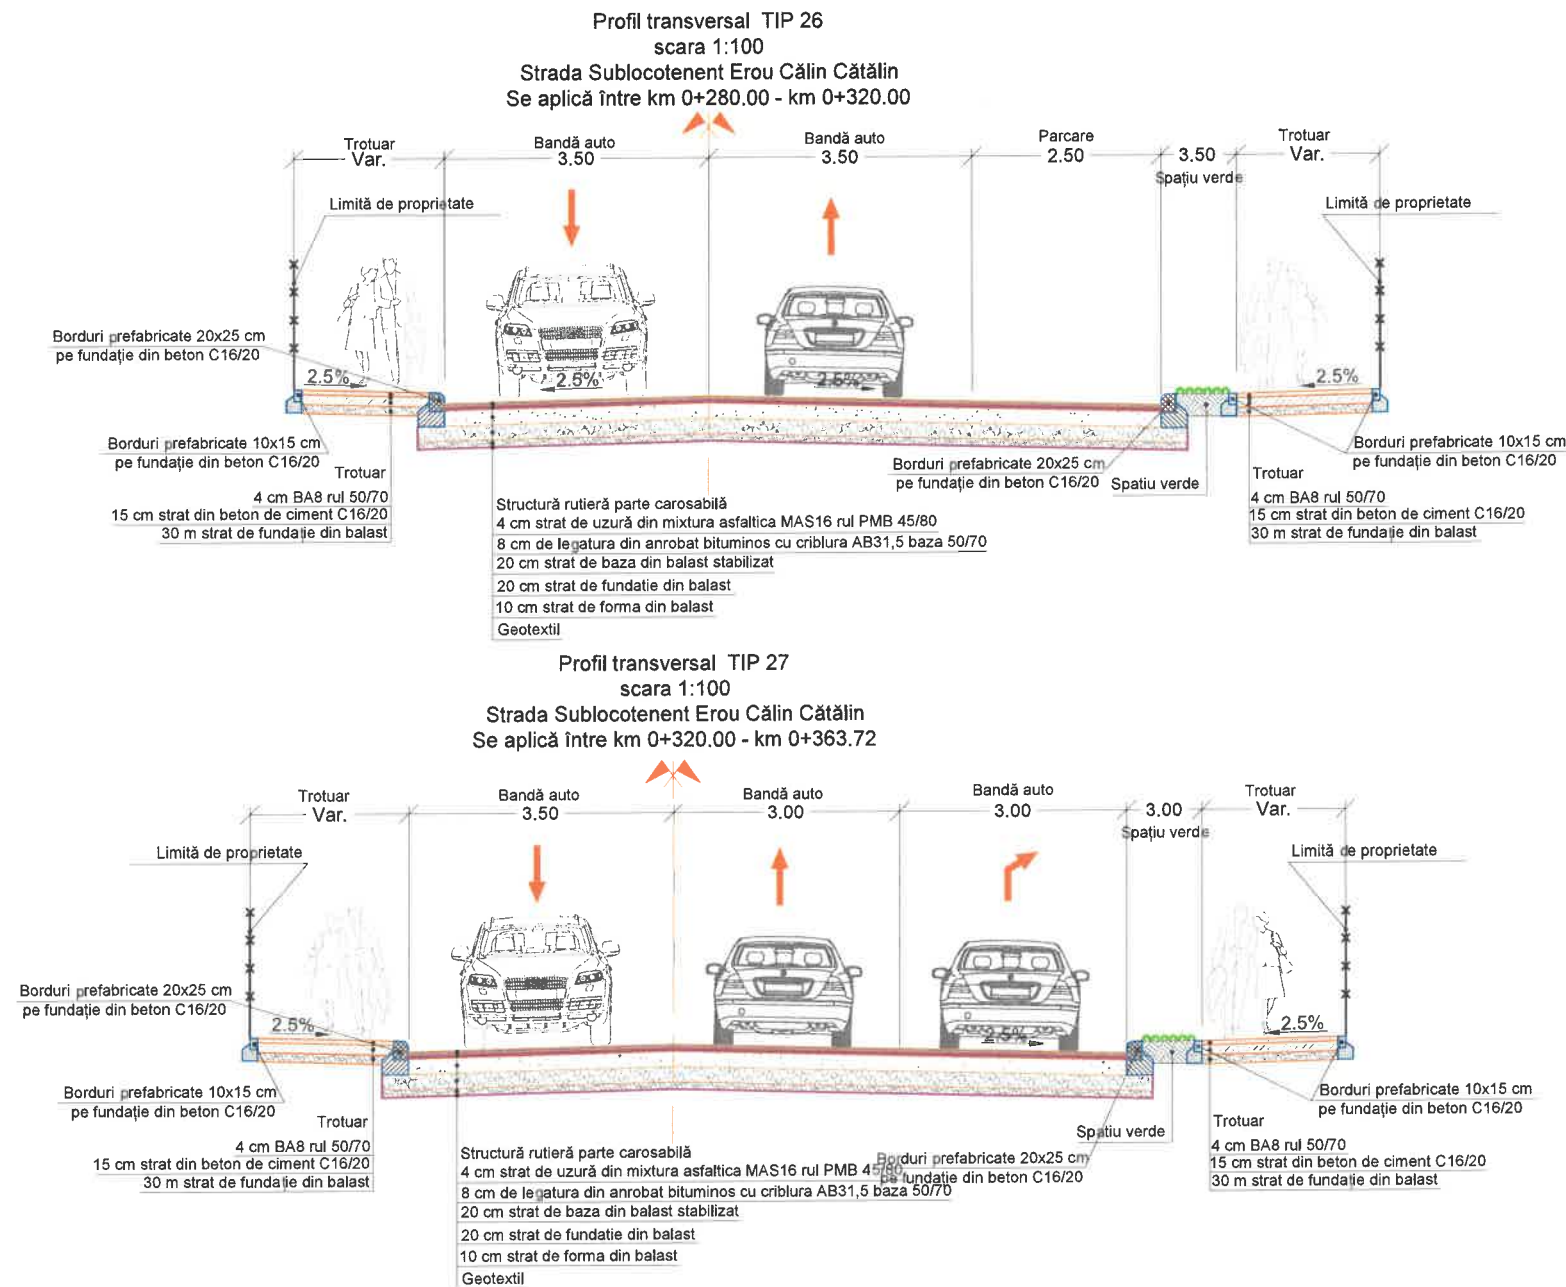 Profil transversal TIP 26
scara 1:100
Strada Sublocotenent Erou Călin Cătălin
Se aplică între km 0+280.00 - km 0+320.00
Trotuar
Var.
Bandă auto
3.50
Bandă auto
3.50
Parcare
2.50
3.50
Spațiu verde
Trotuar
Var.
Limită de proprietate
Limită de proprietate
Borduri prefabricate 20x25 cm
pe fundație din beton C16/20
2.5%
2.5%
2.5%
2.5%
Borduri prefabricate 10x15 cm
pe fundație din beton C16/20
Trotuar
4 cm BA8 rul 50/70
15 cm strat din beton de ciment C16/20
30 m strat de fundație din balast
Structură rutieră parte carosabilă
4 cm strat de uzură din mixtura asfaltica MAS16 rul PMB 45/80
8 cm de legatura din anrobat bituminos cu criblura AB31,5 baza 50/70
20 cm strat de baza din balast stabilizat
20 cm strat de fundatie din balast
10 cm strat de forma din balast
Geotextil
Borduri prefabricate 20x25 cm
pe fundație din beton C16/20
Spatiu verde
Borduri prefabricate 10x15 cm
pe fundație din beton C16/20
Trotuar
4 cm BA8 rul 50/70
15 cm strat din beton de ciment C16/20
30 m strat de fundație din balast
Profil transversal TIP 27
scara 1:100
Strada Sublocotenent Erou Călin Cătălin
Se aplică între km 0+320.00 - km 0+363.72
Trotuar
Var.
Bandă auto
3.50
Bandă auto
3.00
Bandă auto
3.00
3.00
Spațiu verde
Trotuar
Var.
Limită de proprietate
Limită de proprietate
Borduri prefabricate 20x25 cm
pe fundație din beton C16/20
2.5%
2.5%
2.5%
Borduri prefabricate 10x15 cm
pe fundație din beton C16/20
Trotuar
4 cm BA8 rul 50/70
15 cm strat din beton de ciment C16/20
30 m strat de fundație din balast
Structură rutieră parte carosabilă
4 cm strat de uzură din mixtura asfaltica MAS16 rul PMB 45/80
8 cm de legatura din anrobat bituminos cu criblura AB31,5 baza 50/70
20 cm strat de baza din balast stabilizat
20 cm strat de fundatie din balast
10 cm strat de forma din balast
Geotextil
Borduri prefabricate 20x25 cm
pe fundație din beton C16/20
Spatiu verde
Borduri prefabricate 10x15 cm
pe fundație din beton C16/20
Trotuar
4 cm BA8 rul 50/70
15 cm strat din beton de ciment C16/20
30 m strat de fundație din balast